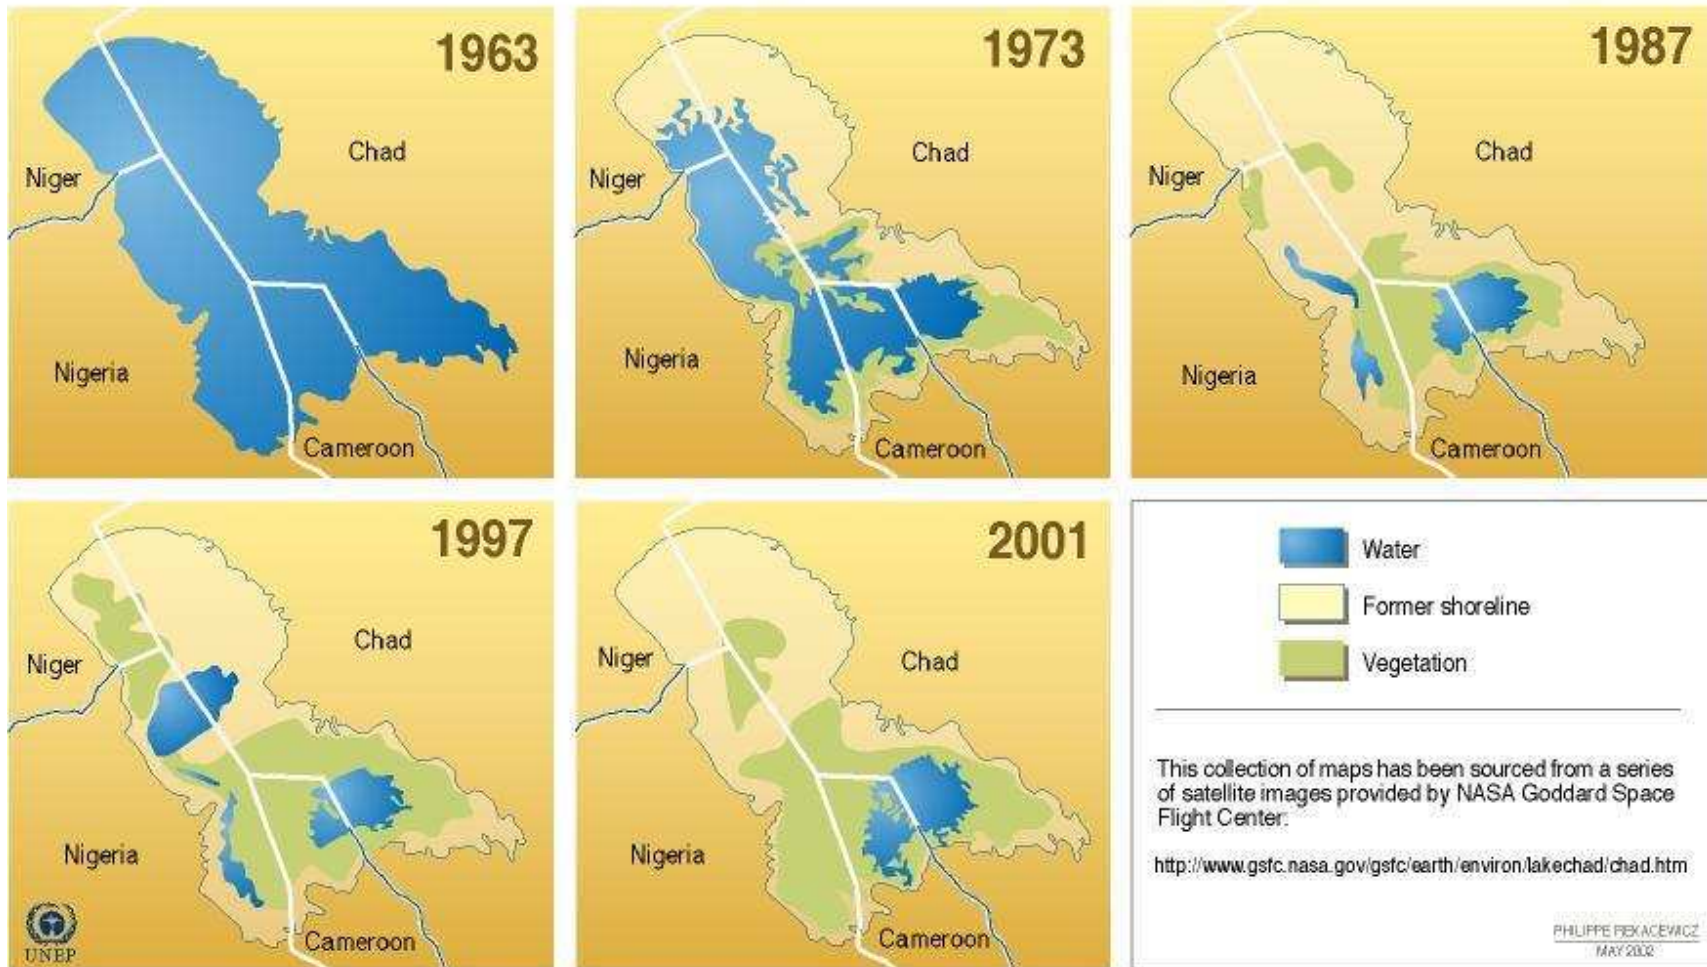 1963
Chad
Niger
Nigeria
Cameroon
1973
Chad
Niger
Nigeria
Cameroon
1987
Chad
Niger
Nigeria
Cameroon
1997
Chad
Niger
Nigeria
Cameroon
UNEP
2001
Chad
Niger
Nigeria
Cameroon
Water
Former shoreline
Vegetation
This collection of maps has been sourced from a series
of satellite images provided by NASA Goddard Space
Flight Center:
http://www.gsfc.nasa.gov/gsfc/earth/environ/lakechad/chad.htm
PHILIPPE REKACEWICZ
MAY 2002